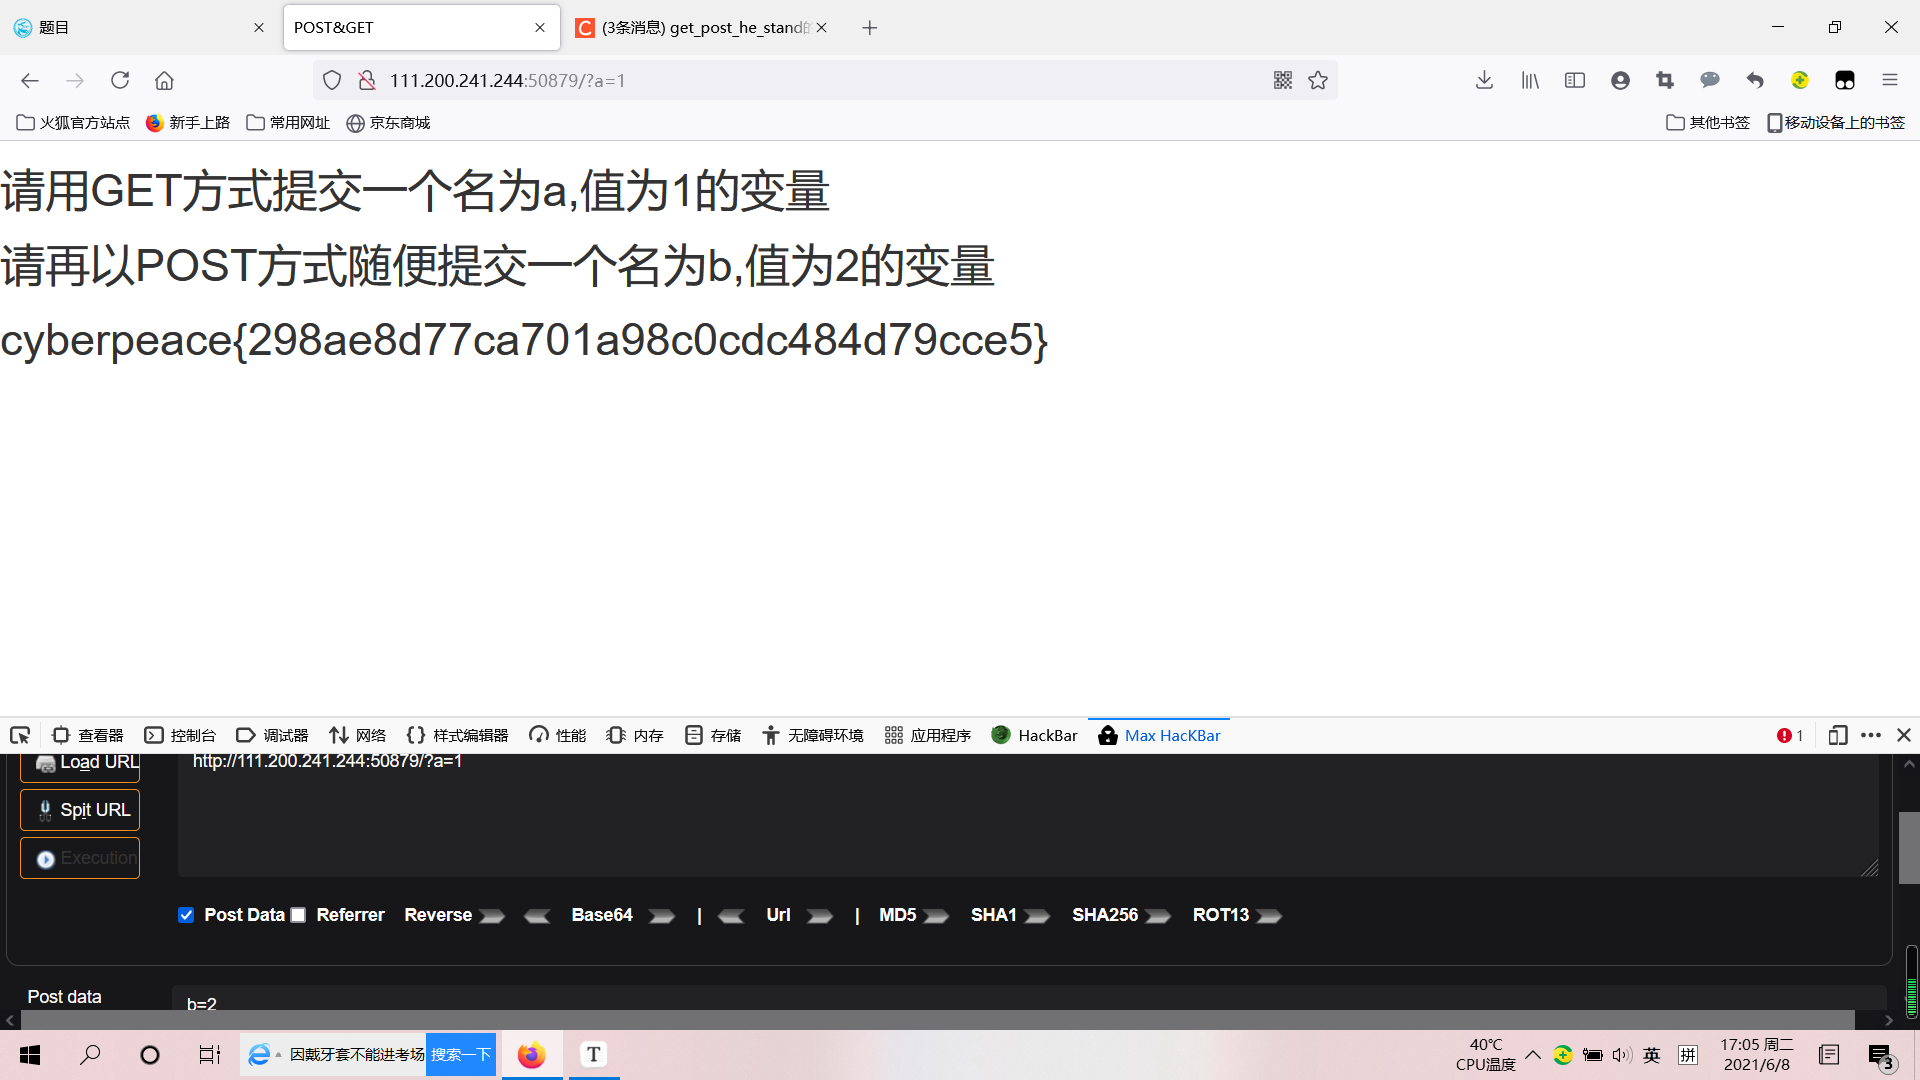 题目
POST&GET
(3条消息) get_post_he_stand
111.200.241.244:50879/?a=1
火狐官方站点 新手上路 常用网址 京东商城 其他书签 移动设备上的书签
请用GET方式提交一个名为a,值为1的变量
请再以POST方式随便提交一个名为b,值为2的变量
cyberpeace{298ae8d77ca701a98c0cdc484d79cce5}
查看器 控制台 调试器 网络 样式编辑器 性能 内存 存储 无障碍环境 应用程序 HackBar Max HacKBar 1
Load URL http://111.200.241.244:50879/?a=1
Spit URL
Execution
Post Data Referrer Reverse Base64 | Url | MD5 SHA1 SHA256 ROT13
Post data b=2
因戴牙套不能进考场 搜索一下 T
40℃
CPU温度
英 拼
17:05 周二
2021/6/8
3